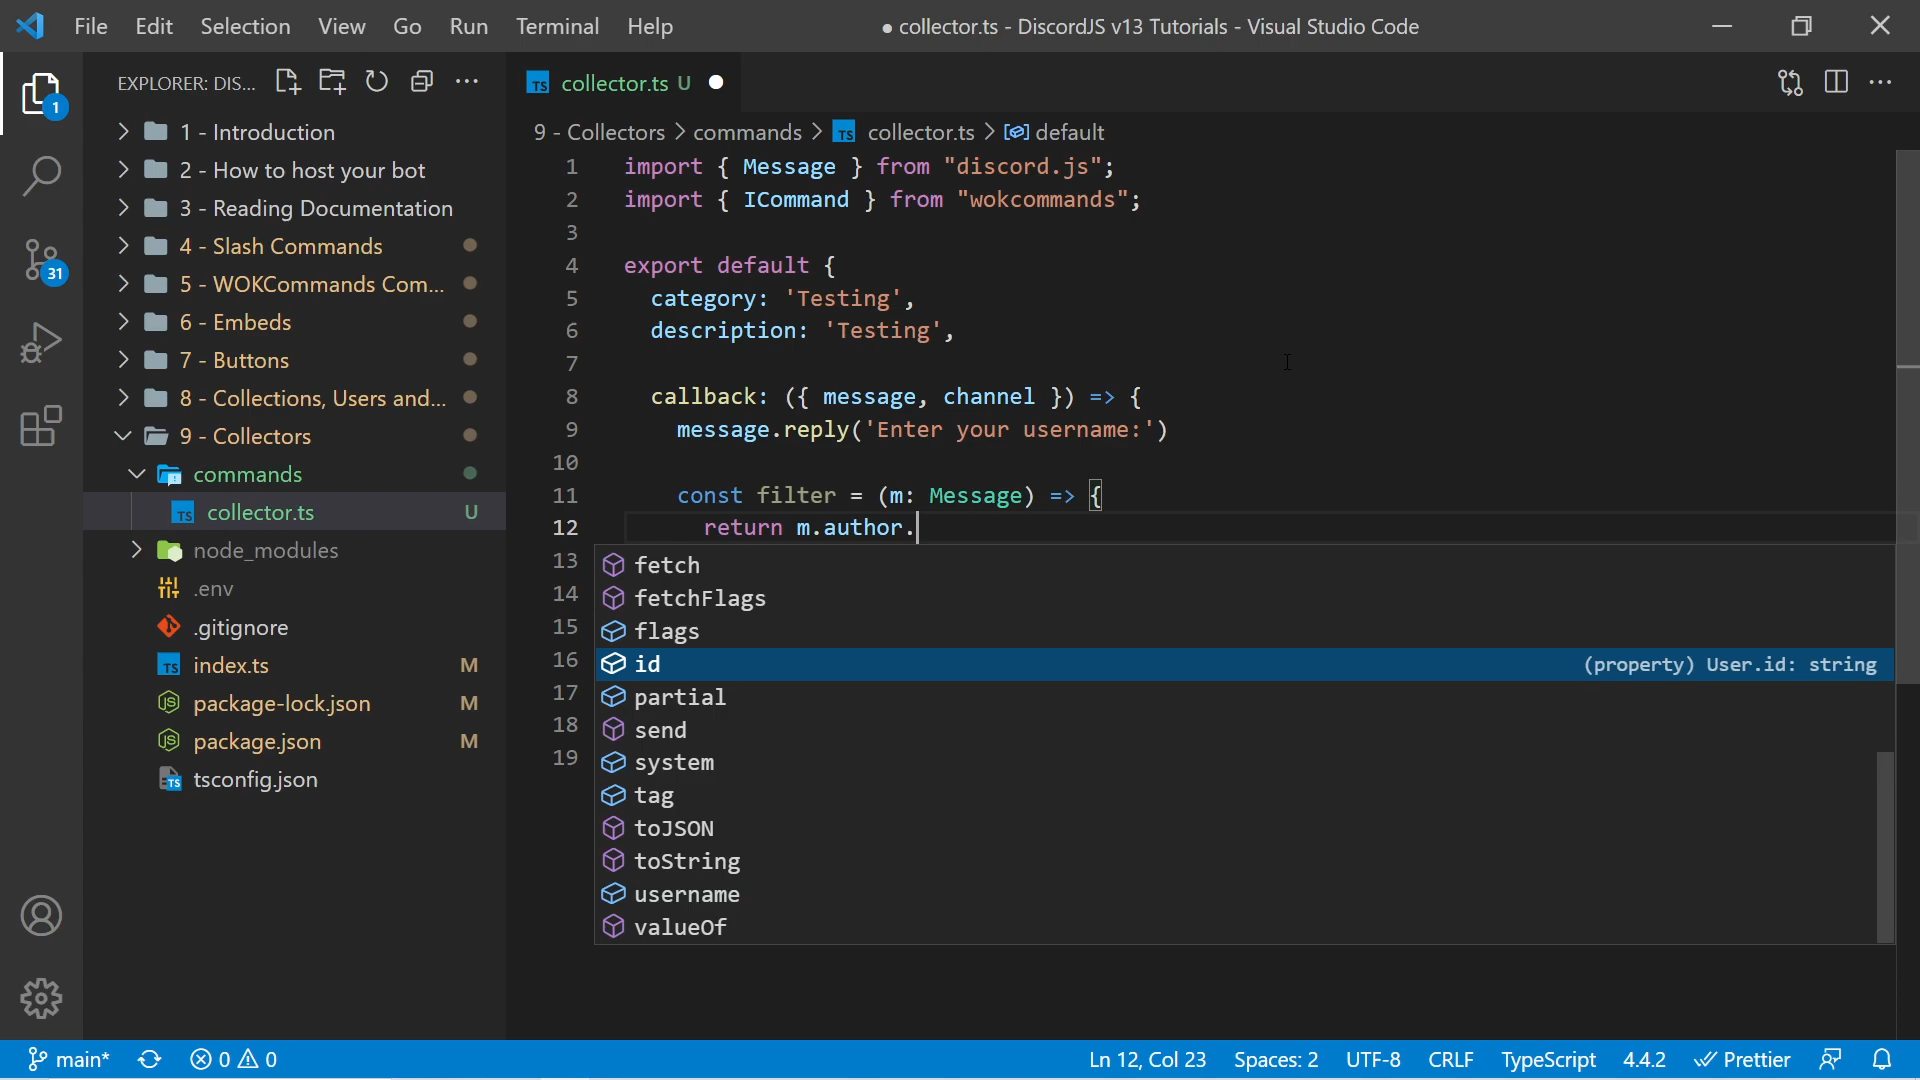 File Edit Selection View Go Run Terminal Help ● collector.ts - DiscordJS v13 Tutorials - Visual Studio Code
EXPLORER: DIS...
1
31
1 - Introduction
2 - How to host your bot
3 - Reading Documentation
4 - Slash Commands
5 - WOKCommands Com...
6 - Embeds
7 - Buttons
8 - Collections, Users and...
9 - Collectors
commands
TS collector.ts U
node_modules
.env
.gitignore
TS index.ts M
JS package-lock.json M
JS package.json M
TS tsconfig.json
TS collector.ts U ●
9 - Collectors > commands > TS collector.ts > default
1 import { Message } from "discord.js";
2 import { ICommand } from "wokcommands";
3
4 export default {
5 category: 'Testing',
6 description: 'Testing',
7
8 callback: ({ message, channel }) => {
9 message.reply('Enter your username:')
10
11 const filter = (m: Message) => {
12 return m.author.
13
14
15
16
17
18
19
fetch
fetchFlags
flags
id (property) User.id: string
partial
send
system
tag
toJSON
toString
username
valueOf
main* 0 0 Ln 12, Col 23 Spaces: 2 UTF-8 CRLF TypeScript 4.4.2 Prettier